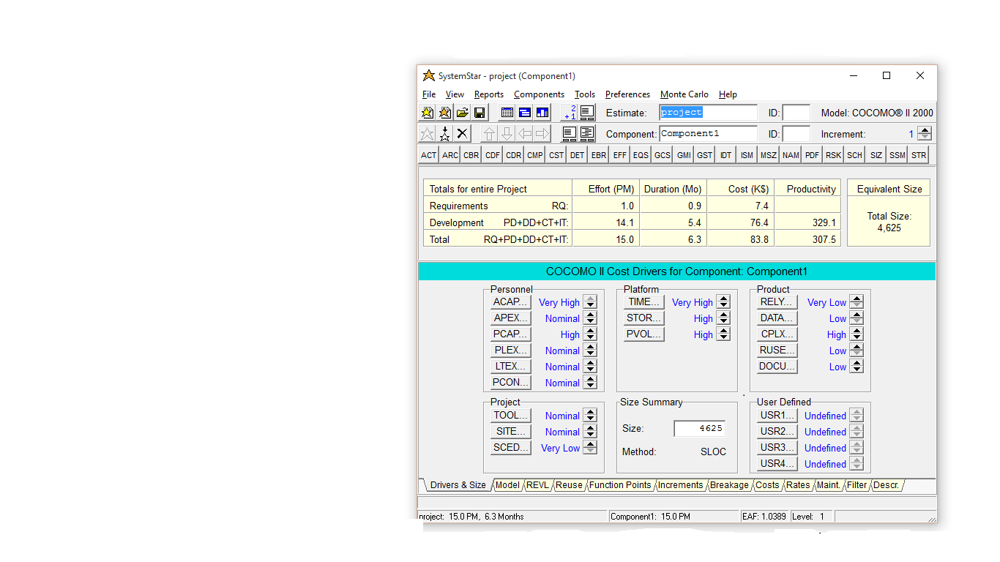 SystemStar - project (Component1)
File View Reports Components Tools Preferences Monte Carlo Help
2 +1 Estimate: project ID: Model: COCOMO® II 2000
Component: Component1 ID: Increment: 1
ACT ARC CBR CDF CDR CMP CST DET EBR EFF EQS GCS GMI GST IDT ISM MSZ NAM PDF RSK SCH SIZ SSM STR
Totals for entire Project Effort (PM) Duration (Mo) Cost (K$) Productivity
Requirements RQ: 1.0 0.9 7.4
Development PD+DD+CT+IT: 14.1 5.4 76.4 329.1
Total RQ+PD+DD+CT+IT: 15.0 6.3 83.8 307.5
Equivalent Size
Total Size:
4,625
COCOMO II Cost Drivers for Component: Component1
Personnel
ACAP... Very High
APEX... Nominal
PCAP... High
PLEX... Nominal
LTEX... Nominal
PCON... Nominal
Platform
TIME... Very High
STOR... High
PVOL... High
Product
RELY... Very Low
DATA... Low
CPLX... High
RUSE... Low
DOCU... Low
Project
TOOL... Nominal
SITE... Nominal
SCED... Very Low
Size Summary
Size: 4625
Method: SLOC
User Defined
USR1... Undefined
USR2... Undefined
USR3... Undefined
USR4... Undefined
Drivers & Size Model REVL Reuse Function Points Increments Breakage Costs Rates Maint. Filter Descr.
project: 15.0 PM, 6.3 Months Component1: 15.0 PM EAF: 1.0389 Level: 1